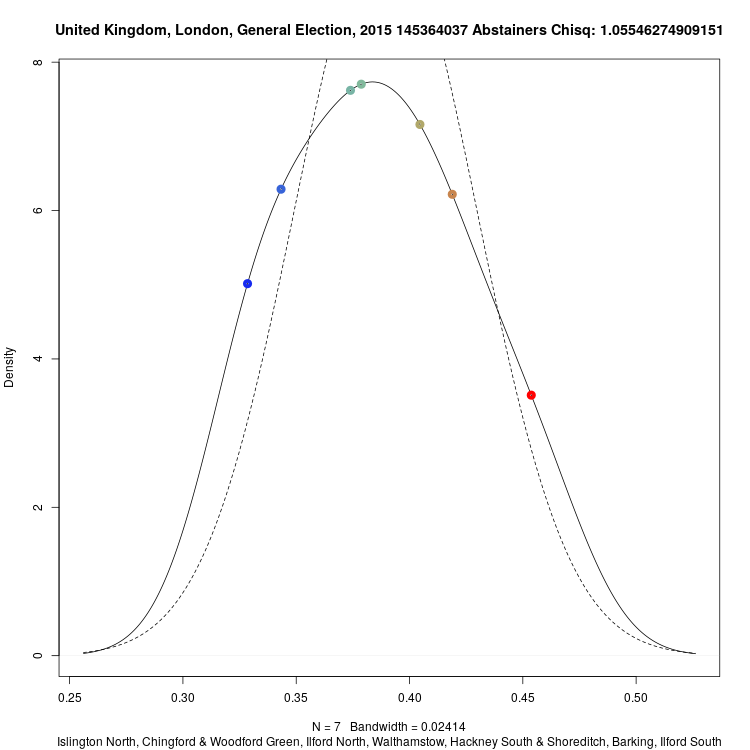 United Kingdom, London, General Election, 2015 145364037 Abstainers Chisq: 1.05546274909151
8
6
4
2
0
Density
0.25 0.30 0.35 0.40 0.45 0.50
N = 7 Bandwidth = 0.02414
Islington North, Chingford & Woodford Green, Ilford North, Walthamstow, Hackney South & Shoreditch, Barking, Ilford South